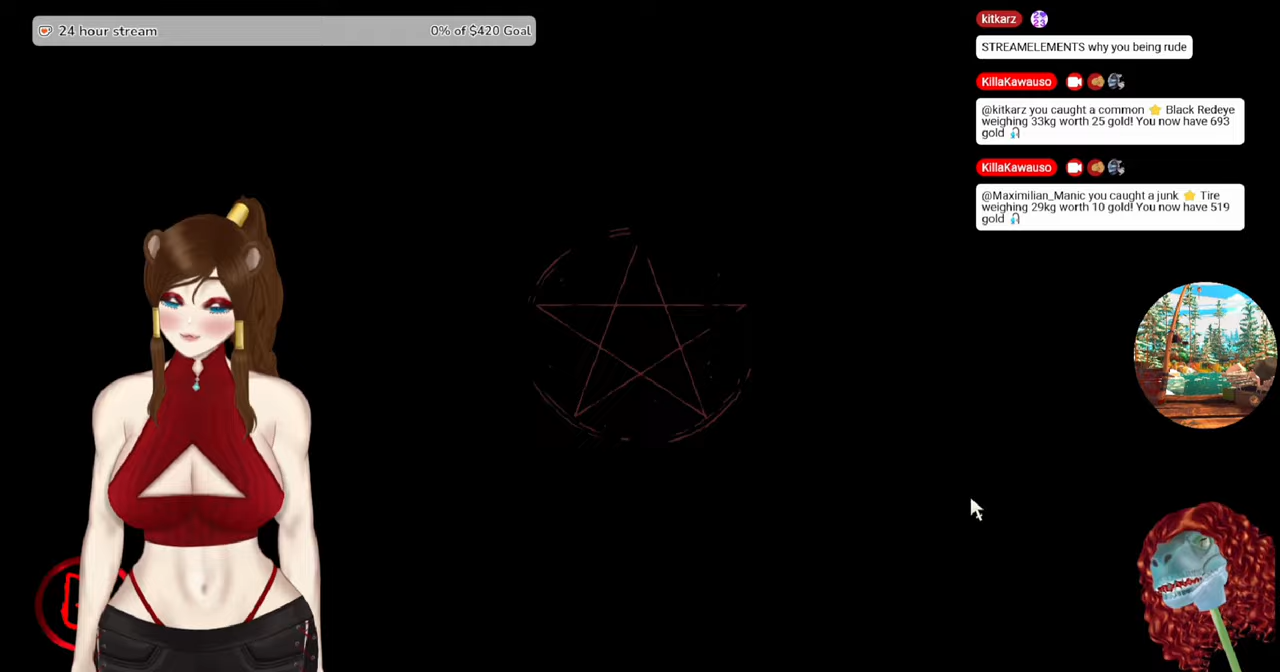 24 hour stream 0% of $420 Goal
kitkarz
STREAMELEMENTS why you being rude
KillaKawauso
@kitkarz you caught a common ⭐ Black Redeye
weighing 33kg worth 25 gold! You now have 693
gold 🎣
KillaKawauso
@Maximilian_Manic you caught a junk ⭐ Tire
weighing 29kg worth 10 gold! You now have 519
gold 🎣